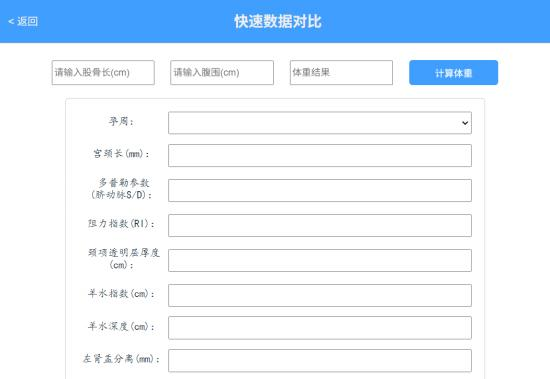 < 返回
快速数据对比
请输入股骨长(cm)
请输入腹围(cm)
体重结果
计算体重
孕周:
宫颈长(mm):
多普勒参数
(脐动脉S/D):
阻力指数(RI):
颈项透明层厚度
(cm):
羊水指数(cm):
羊水深度(cm):
左肾盂分离(mm):